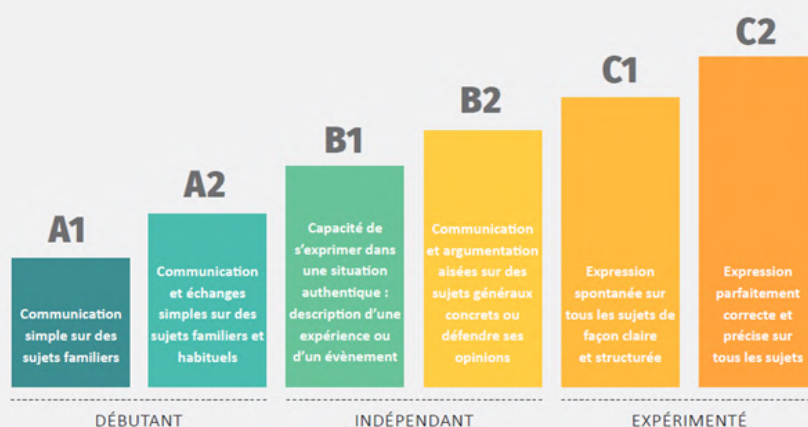 A1
Communication
simple sur des
sujets familiers
A2
Communication
et échanges
simples sur des
sujets familiers et
habituels
B1
Capacité de
s'exprimer dans
une situation
authentique :
description d'une
expérience ou
d'un évènement
B2
Communication
et argumentation
aisées sur des
sujets généraux
concrets ou
défendre ses
opinions
C1
Expression
spontanée sur
tous les sujets de
façon claire
et structurée
C2
Expression
parfaitement
correcte et
précise sur
tous les sujets
DÉBUTANT
INDÉPENDANT
EXPÉRIMENTÉ